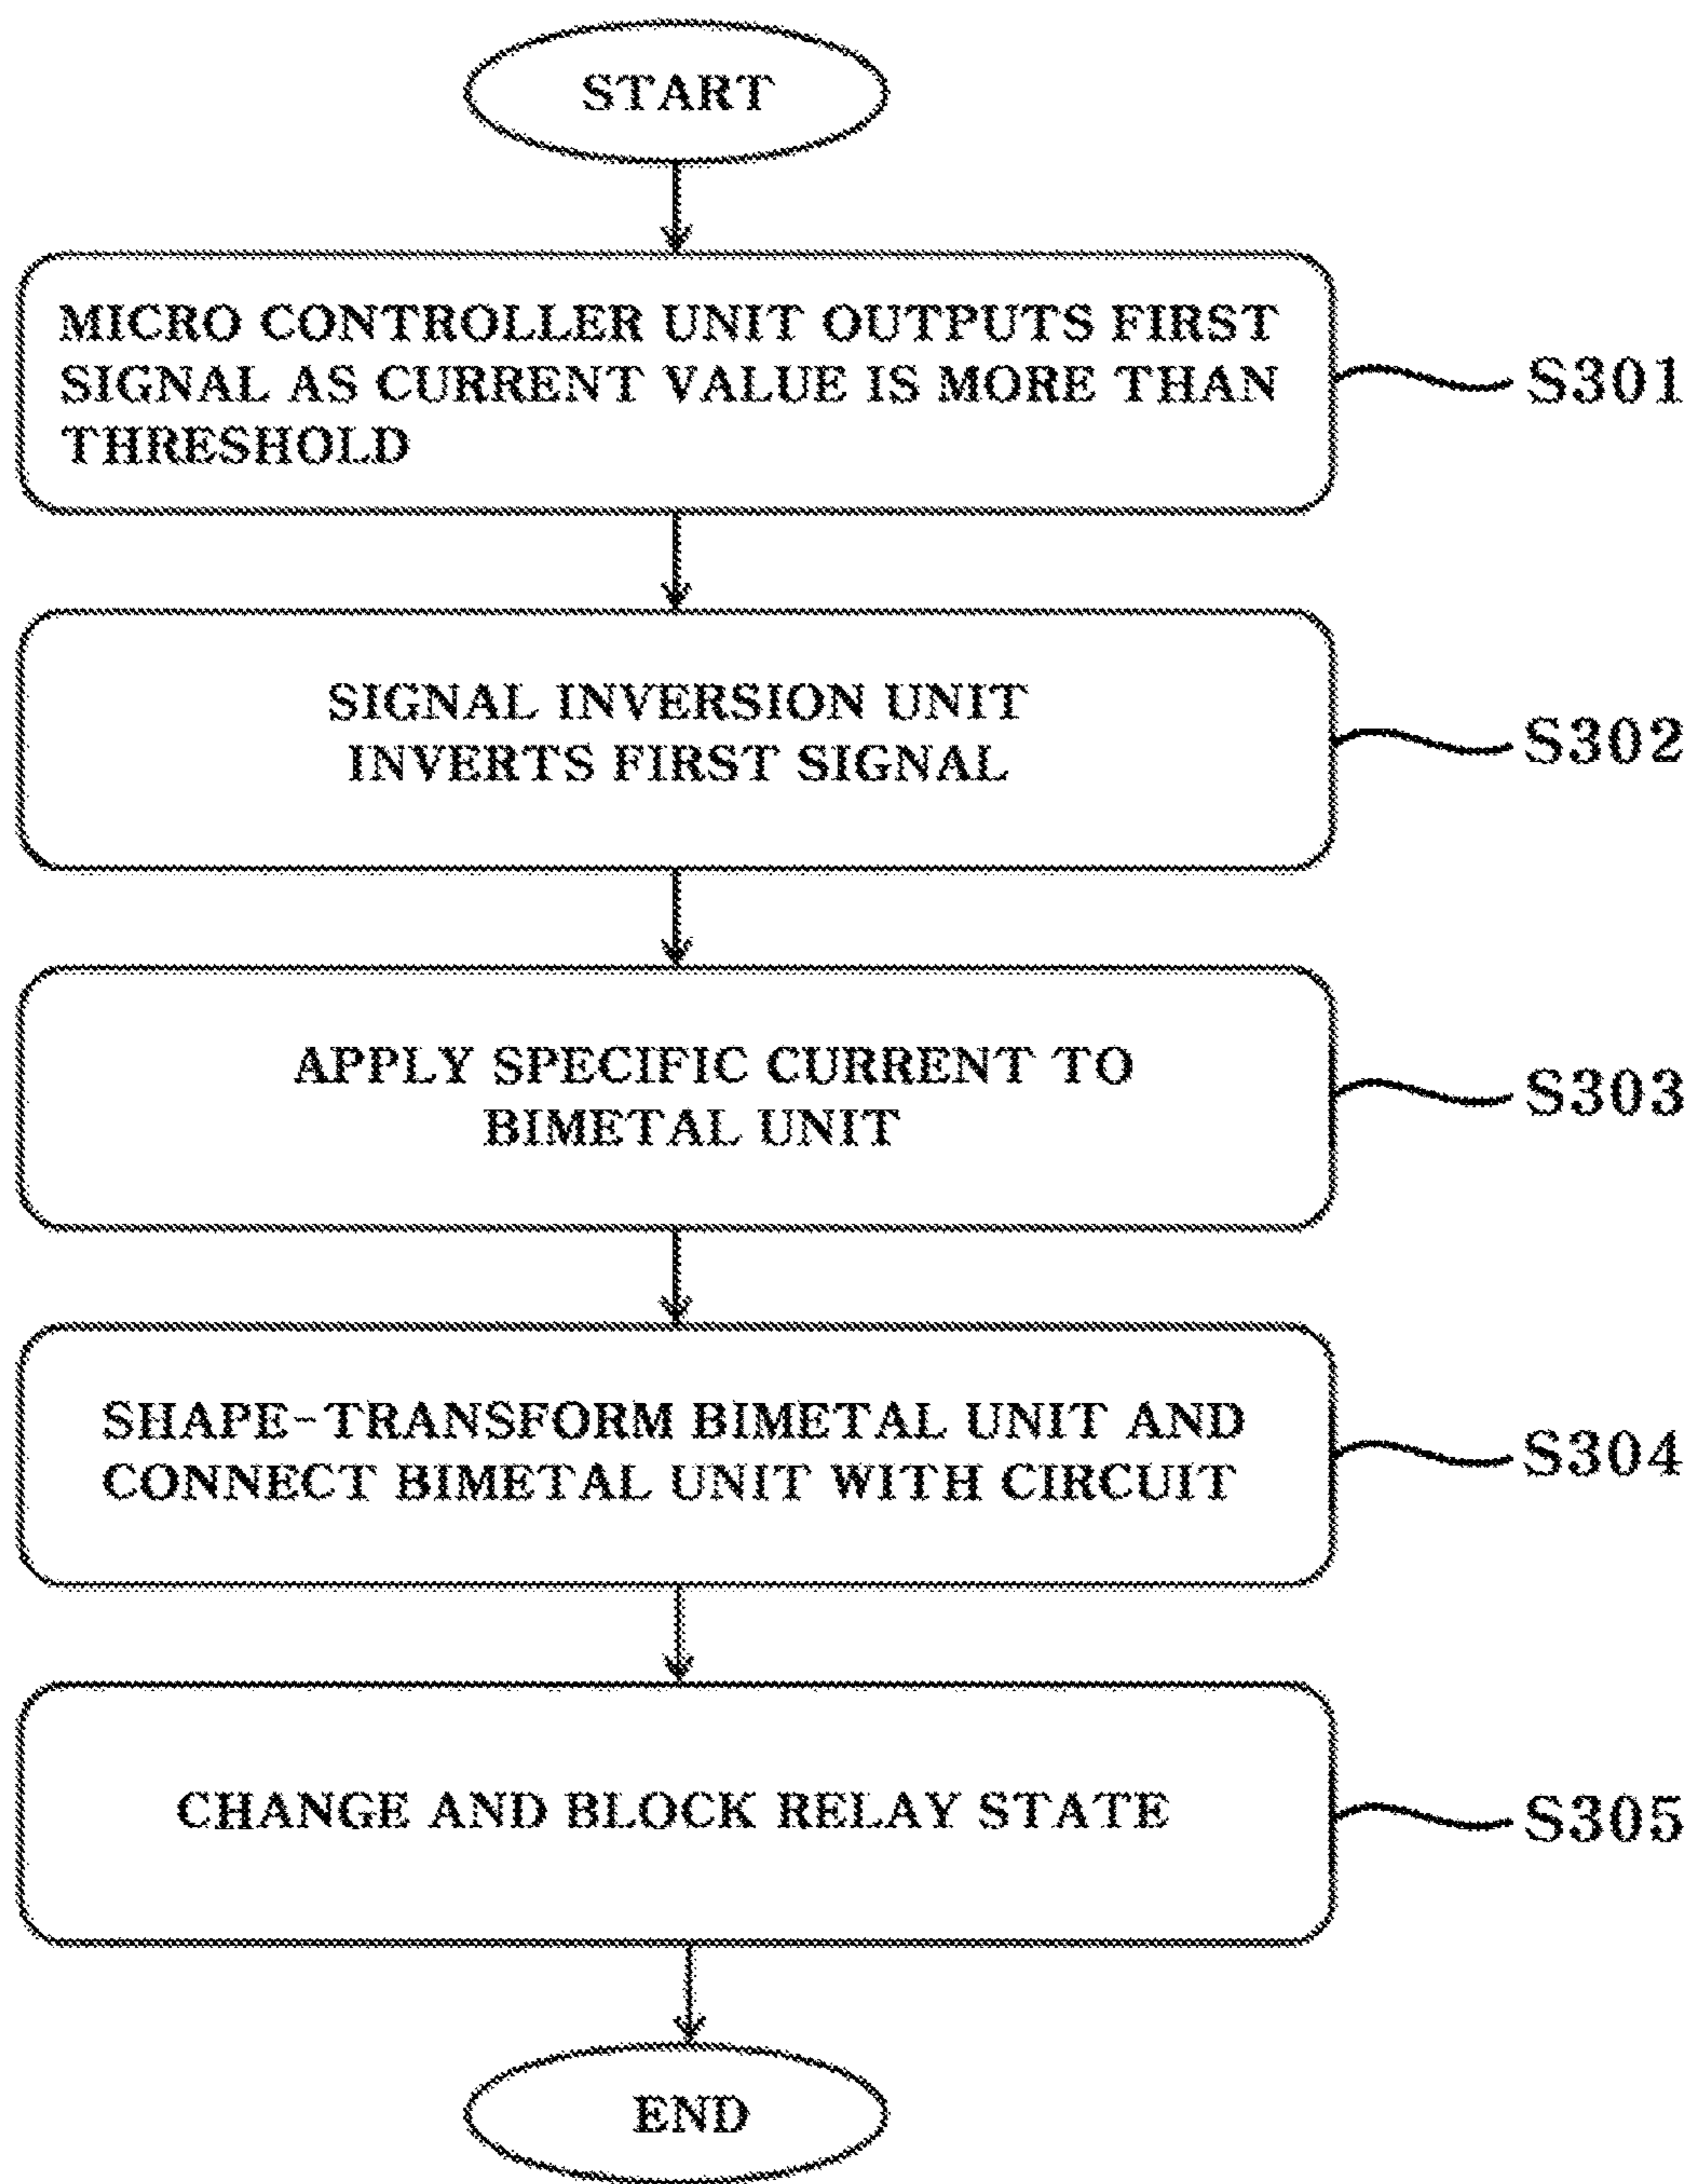 START
MICRO CONTROLLER UNIT OUTPUTS FIRST
SIGNAL AS CURRENT VALUE IS MORE THAN
THRESHOLD
S301
SIGNAL INVERSION UNIT
INVERTS FIRST SIGNAL
S302
APPLY SPECIFIC CURRENT TO
BIMETAL UNIT
S303
SHAPE-TRANSFORM BIMETAL UNIT AND
CONNECT BIMETAL UNIT WITH CIRCUIT
S304
CHANGE AND BLOCK RELAY STATE
S305
END